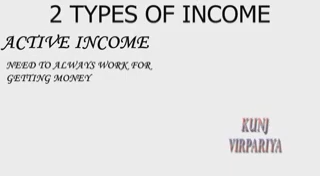 2 TYPES OF INCOME
ACTIVE INCOME
NEED TO ALWAYS WORK FOR
GETTING MONEY
KUNJ
VIRPARIYA